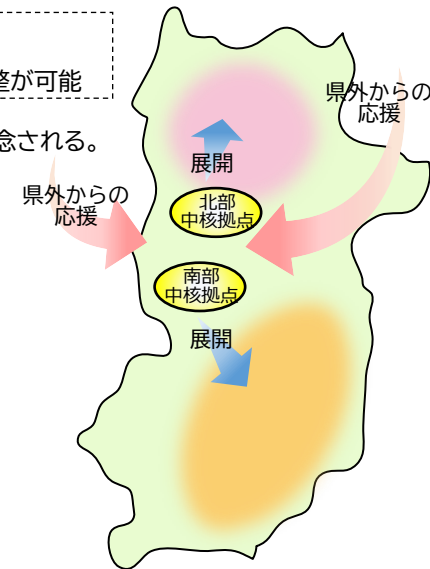 整が可能
念される。
県外からの
応援
県外からの
応援
展開
北部
中核拠点
南部
中核拠点
展開